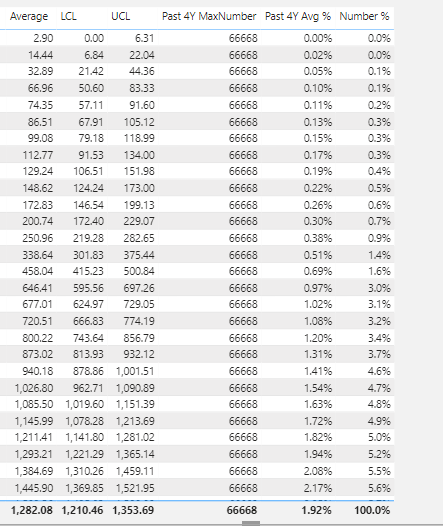 Average LCL UCL Past 4Y MaxNumber Past 4Y Avg % Number %
2.90 0.00 6.31 66668 0.00% 0.0%
14.44 6.84 22.04 66668 0.02% 0.0%
32.89 21.42 44.36 66668 0.05% 0.1%
66.96 50.60 83.33 66668 0.10% 0.1%
74.35 57.11 91.60 66668 0.11% 0.2%
86.51 67.91 105.12 66668 0.13% 0.3%
99.08 79.18 118.99 66668 0.15% 0.3%
112.77 91.53 134.00 66668 0.17% 0.3%
129.24 106.51 151.98 66668 0.19% 0.4%
148.62 124.24 173.00 66668 0.22% 0.5%
172.83 146.54 199.13 66668 0.26% 0.6%
200.74 172.40 229.07 66668 0.30% 0.7%
250.96 219.28 282.65 66668 0.38% 0.9%
338.64 301.83 375.44 66668 0.51% 1.4%
458.04 415.23 500.84 66668 0.69% 1.6%
646.41 595.56 697.26 66668 0.97% 3.0%
677.01 624.97 729.05 66668 1.02% 3.1%
720.51 666.83 774.19 66668 1.08% 3.2%
800.22 743.64 856.79 66668 1.20% 3.4%
873.02 813.93 932.12 66668 1.31% 3.7%
940.18 878.86 1,001.51 66668 1.41% 4.6%
1,026.80 962.71 1,090.89 66668 1.54% 4.7%
1,085.50 1,019.60 1,151.39 66668 1.63% 4.8%
1,145.99 1,078.28 1,213.69 66668 1.72% 4.9%
1,211.41 1,141.80 1,281.02 66668 1.82% 5.0%
1,293.21 1,221.29 1,365.14 66668 1.94% 5.2%
1,384.69 1,310.26 1,459.11 66668 2.08% 5.5%
1,445.90 1,369.85 1,521.95 66668 2.17% 5.6%
1,282.08 1,210.46 1,353.69 66668 1.92% 100.0%